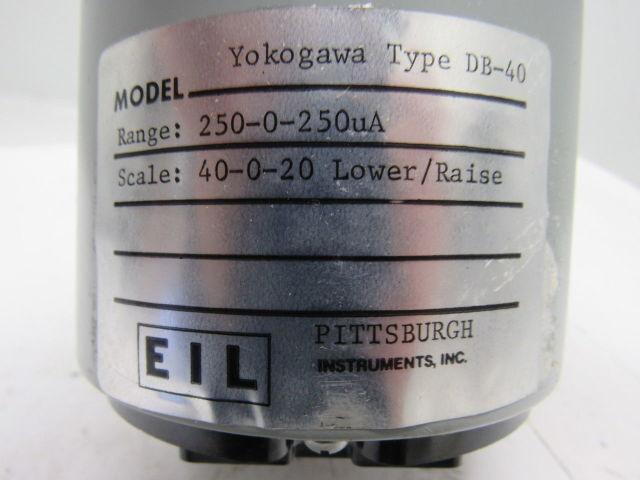 MODEL Yokogawa Type DB-40
Range: 250-0-250uA
Scale: 40-0-20 Lower/Raise
EIL
PITTSBURGH
INSTRUMENTS, INC.